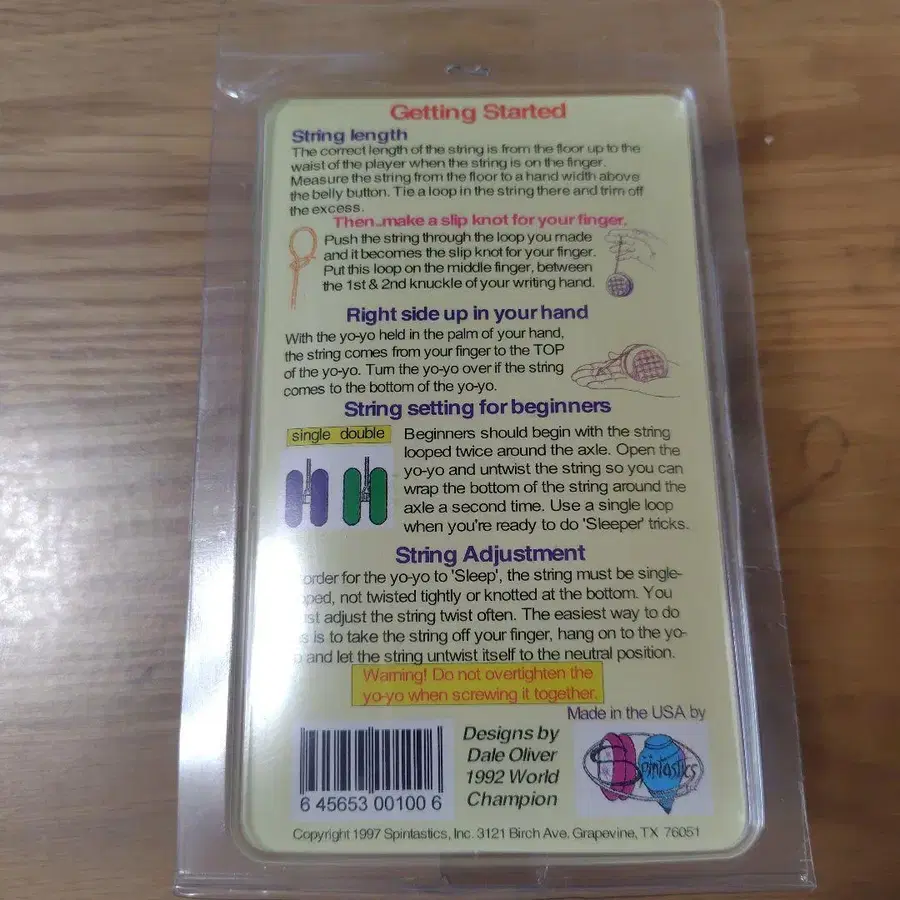 Getting Started
String length
The correct length of the string is from the floor up to the
waist of the player when the string is on the finger.
Measure the string from the floor to a hand width above
the belly button. Tie a loop in the string there and trim off
the excess.
Then..make a slip knot for your finger.
Push the string through the loop you made
and it becomes the slip knot for your finger.
Put this loop on the middle finger, between
the 1st & 2nd knuckle of your writing hand.
Right side up in your hand
With the yo-yo held in the palm of your hand,
the string comes from your finger to the TOP
of the yo-yo. Turn the yo-yo over if the string
comes to the bottom of the yo-yo.
String setting for beginners
single double
Beginners should begin with the string
looped twice around the axle. Open the
yo-yo and untwist the string so you can
wrap the bottom of the string around the
axle a second time. Use a single loop
when you're ready to do 'Sleeper' tricks.
String Adjustment
order for the yo-yo to 'Sleep', the string must be single-
not twisted tightly or knotted at the bottom. You
adjust the string twist often. The easiest way to do
is to take the string off your finger, hang on to the yo-
and let the string untwist itself to the neutral position.
Warning! Do not overtighten the
yo-yo when screwing it together.
Made in the USA by
Spintastics
Designs by
Dale Oliver
1992 World
Champion
6 45653 00100 6
Copyright 1997 Spintastics, Inc. 3121 Birch Ave. Grapevine, TX 76051